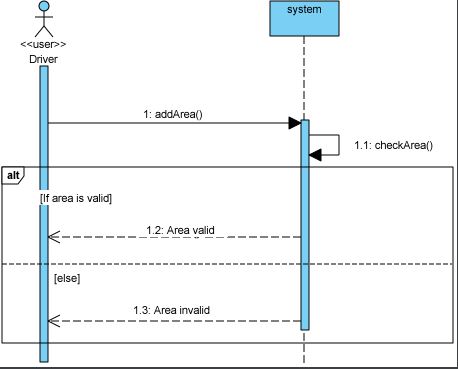 system
<<user>>
Driver
1: addArea()
1.1: checkArea()
alt
[If area is valid]
1.2: Area valid
[else]
1.3: Area invalid